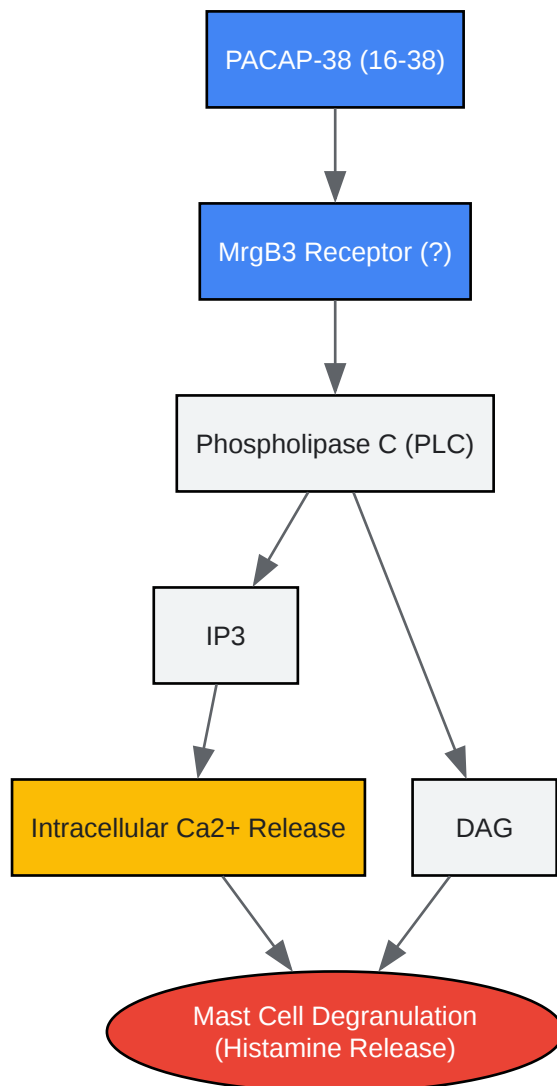 PACAP-38 (16-38)
MrgB3 Receptor (?)
Phospholipase C (PLC)
IP3
Intracellular Ca2+ Release
DAG
Mast Cell Degranulation
(Histamine Release)